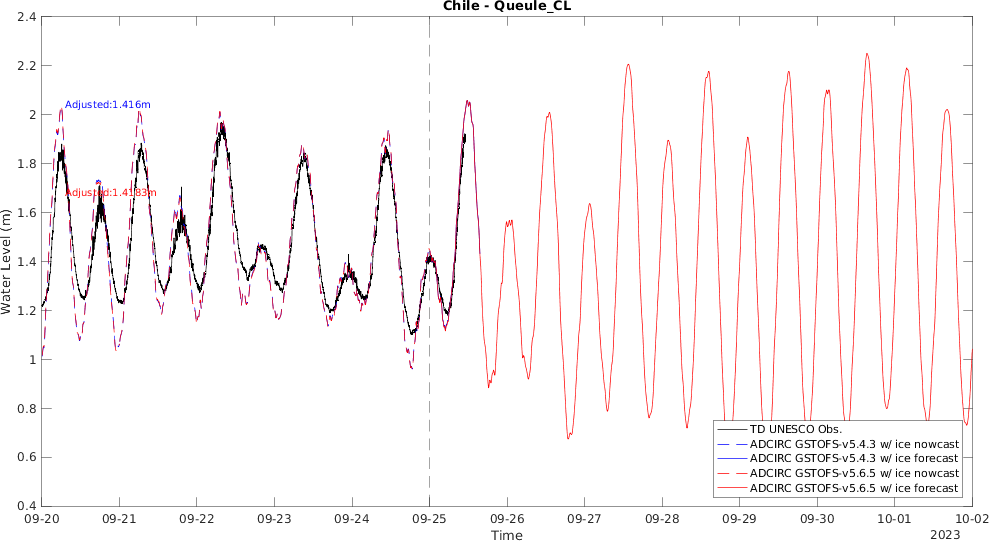 Chile - Queule_CL
2.4
2.2
2
1.8
1.6
1.4
1.2
1
0.8
0.6
0.4
Water Level (m)
Adjusted:1.416m
Adjusted:1.4183m
TD UNESCO Obs.
ADCIRC GSTOFS-v5.4.3 w/ ice nowcast
ADCIRC GSTOFS-v5.4.3 w/ ice forecast
ADCIRC GSTOFS-v5.6.5 w/ ice nowcast
ADCIRC GSTOFS-v5.6.5 w/ ice forecast
09-20 09-21 09-22 09-23 09-24 09-25 09-26 09-27 09-28 09-29 09-30 10-01 10-02
Time
2023